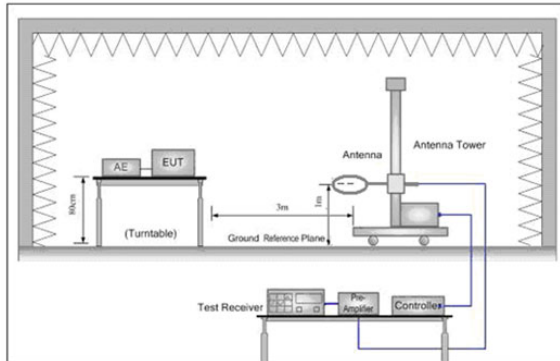 Antenna Tower
Antenna
EUT
AE
80cm
(Turntable)
3m
1m
Ground Reference Plane
Test Receiver
Pre-
Amplifier
Controller